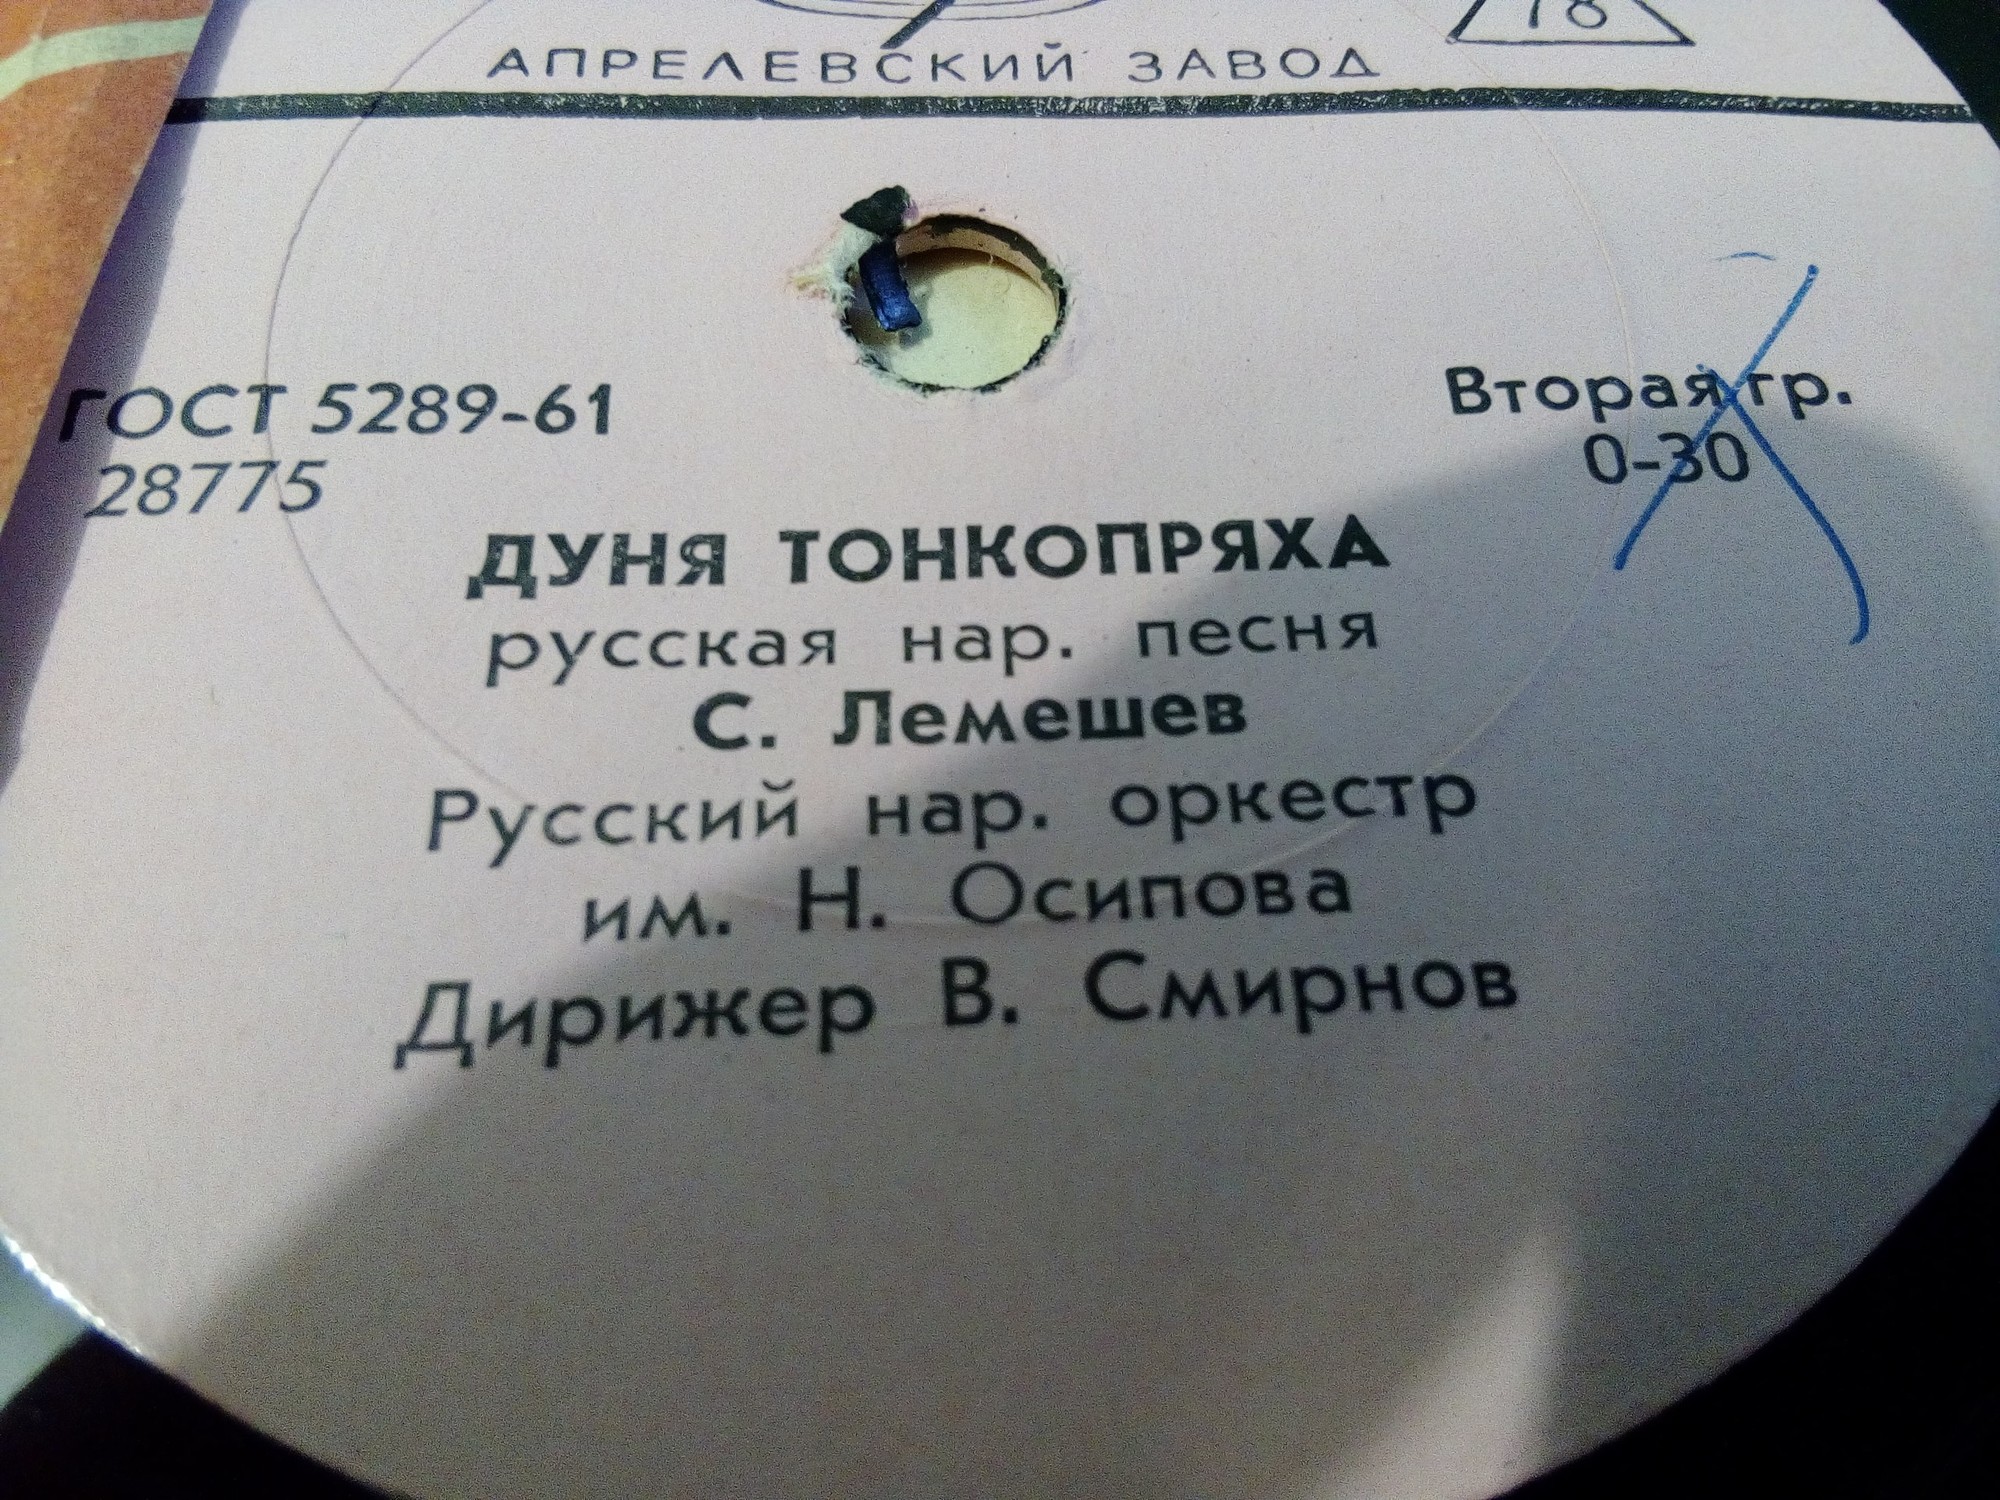 78
АПРЕЛЕВСКИЙ ЗАВОД
ГОСТ 5289-61
28775
Вторая гр.
0-30
ДУНЯ ТОНКОПРЯХА
русская нар. песня
С. Лемешев
Русский нар. оркестр
им. Н. Осипова
Дирижер В. Смирнов